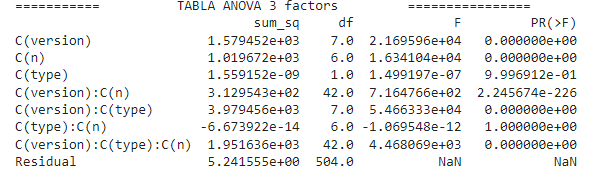 =========== TABLA ANOVA 3 factors ================
sum_sq df F PR(>F)
C(version) 1.579452e+03 7.0 2.169596e+04 0.000000e+00
C(n) 1.019672e+03 6.0 1.634104e+04 0.000000e+00
C(type) 1.559152e-09 1.0 1.499197e-07 9.996912e-01
C(version):C(n) 3.129543e+02 42.0 7.164766e+02 2.245674e-226
C(version):C(type) 3.979456e+03 7.0 5.466333e+04 0.000000e+00
C(type):C(n) -6.673922e-14 6.0 -1.069548e-12 1.000000e+00
C(version):C(type):C(n) 1.951636e+03 42.0 4.468069e+03 0.000000e+00
Residual 5.241555e+00 504.0 NaN NaN